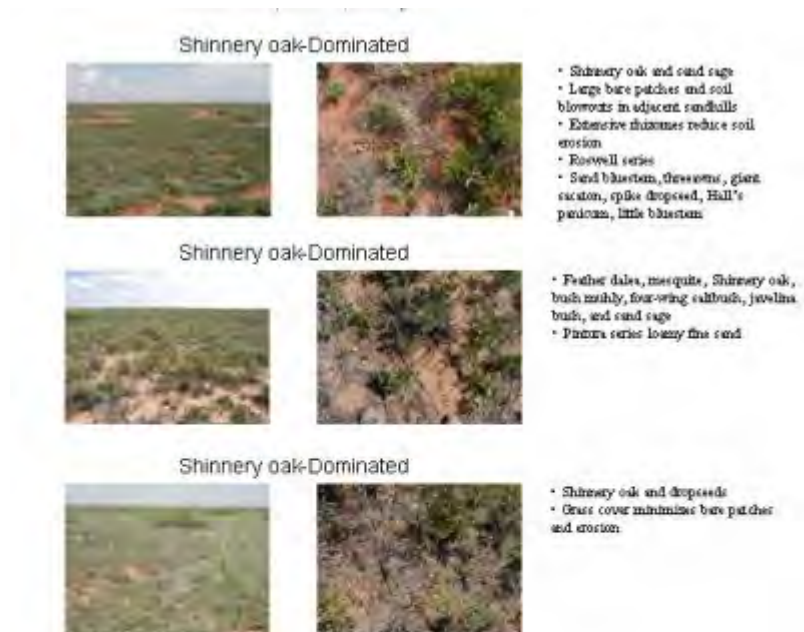 Shinnery oak-Dominated
• Shinnery oak and sand sage
• Large bare patches and soil
blowouts in adjacent sandhills
• Extensive rhizomes reduce soil
erosion
• Roswell series
• Sand bluestem, threeawns, giant
sacaton, spike dropseed, Hall's
panicum, little bluestem
Shinnery oak-Dominated
• Feather dalea, mesquite, Shinnery oak,
bush muhly, four-wing saltbush, javelina
bush, and sand sage
• Pintura series loamy fine sand
Shinnery oak-Dominated
• Shinnery oak and dropseeds
• Grass cover minimizes bare patches
and erosion